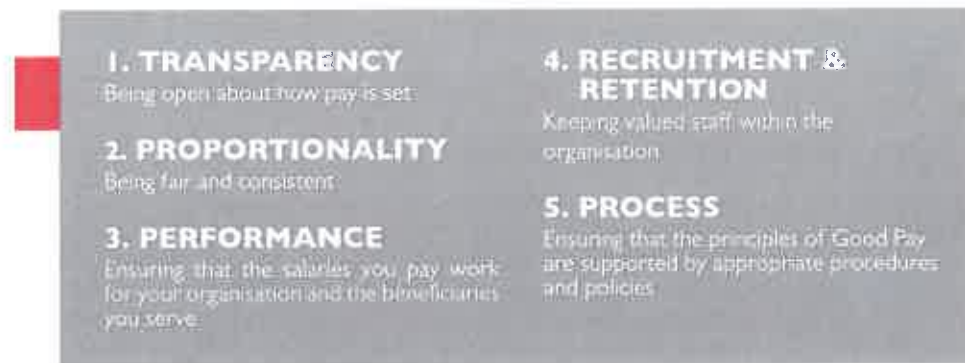 1. TRANSPARENCY
Being open about how pay is set
2. PROPORTIONALITY
Being fair and consistent
3. PERFORMANCE
Ensuring that the salaries you pay work
for your organisation and the beneficiaries
you serve
4. RECRUITMENT &
RETENTION
Keeping valued staff within the
organisation
5. PROCESS
Ensuring that the principles of Good Pay
are supported by appropriate procedures
and policies